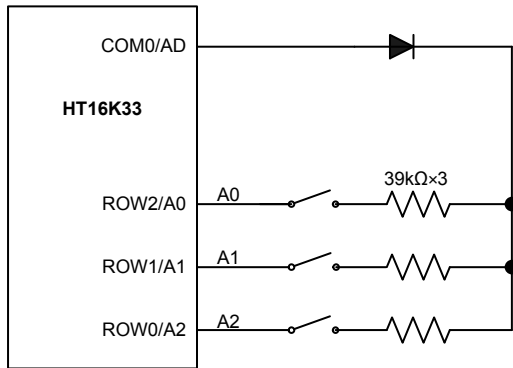 COM0/AD
HT16K33
39kΩ×3
ROW2/A0 A0
ROW1/A1 A1
ROW0/A2 A2